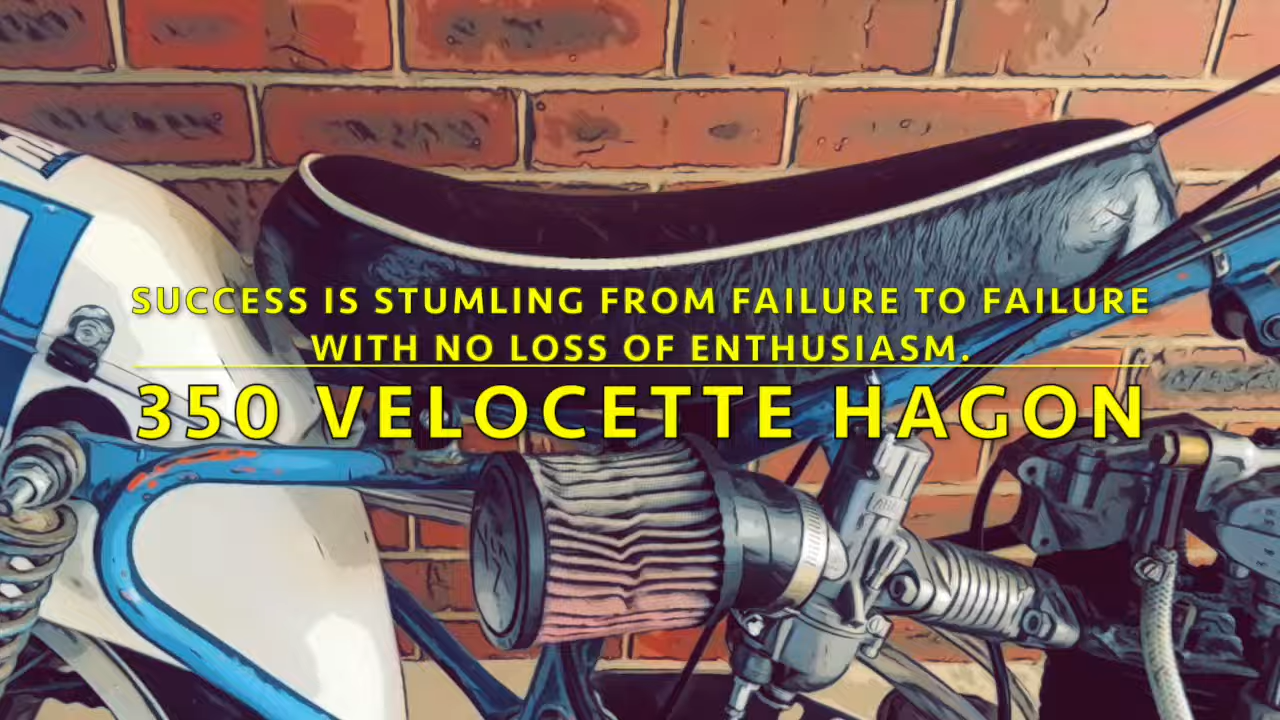 SUCCESS IS STUMLING FROM FAILURE TO FAILURE
WITH NO LOSS OF ENTHUSIASM.
350 VELOCETTE HAGON